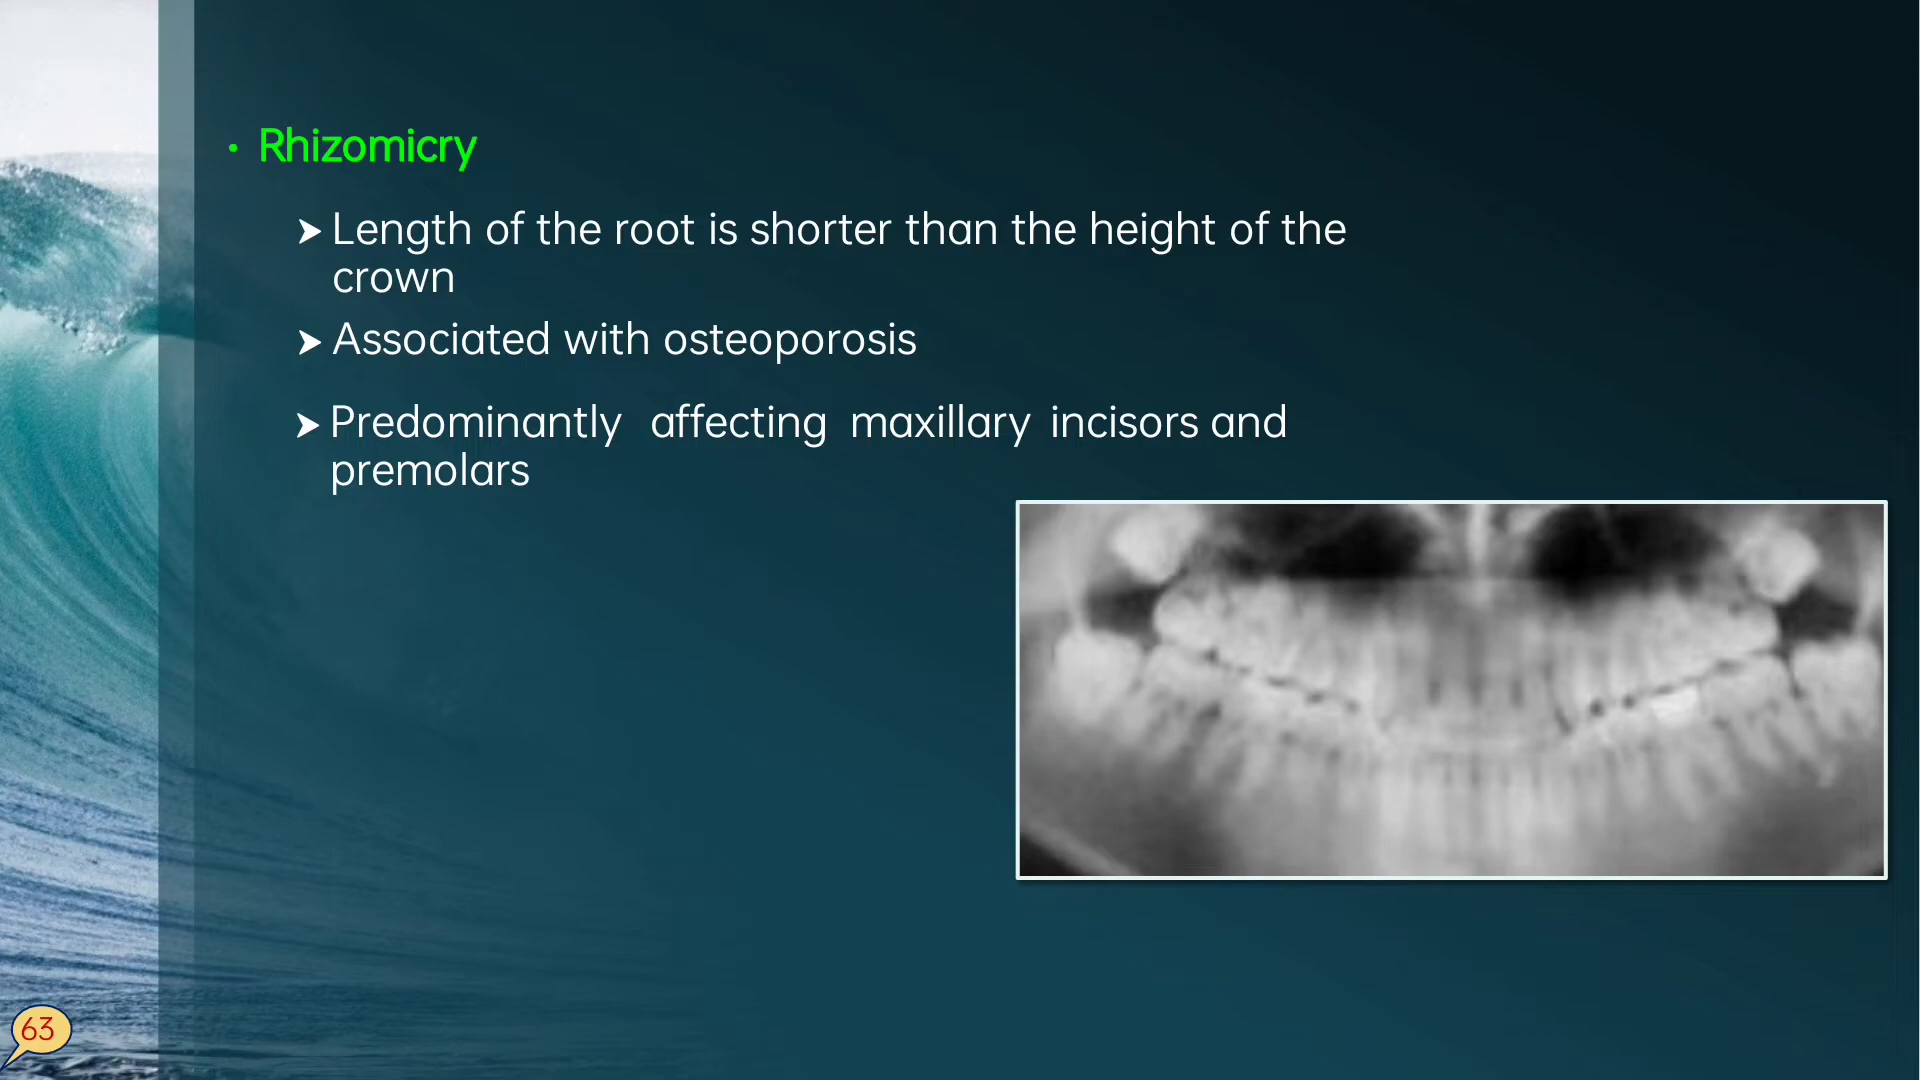 • Rhizomicry
➤ Length of the root is shorter than the height of the
crown
➤ Associated with osteoporosis
➤ Predominantly affecting maxillary incisors and
premolars
63